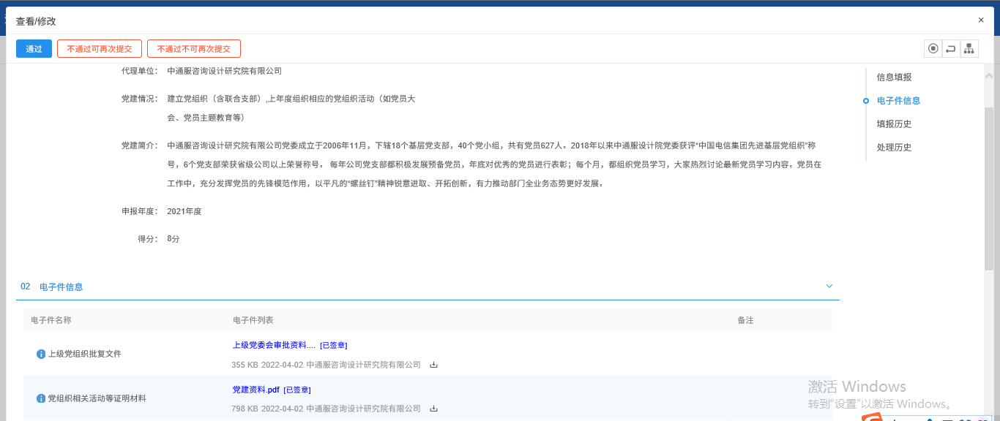 查看/修改
×
通过
不通过可再次提交
不通过不可再次提交
代理单位： 中通服咨询设计研究院有限公司
党建情况： 建立党组织（含联合支部）,上年度组织相应的党组织活动（如党员大
会、党员主题教育等）
党建简介： 中通服咨询设计研究院有限公司党委成立于2006年11月，下辖18个基层党支部，40个党小组，共有党员627人。2018年以来中通服设计院党委获评“中国电信集团先进基层党组织”称
号，6个党支部荣获省级公司以上荣誉称号。 每年公司党支部都积极发展预备党员，年底对优秀的党员进行表彰；每个月，都组织党员学习，大家热烈讨论最新党员学习内容。党员在
工作中，充分发挥党员的先锋模范作用，以平凡的“螺丝钉”精神锐意进取、开拓创新，有力推动部门全业务态势更好发展。
申报年度： 2021年度
得分： 8分
信息填报
电子件信息
填报历史
处理历史
02 电子件信息
电子件名称 电子件列表 备注
上级党组织批复文件
上级党委会审批资料.... [已签章]
355 KB 2022-04-02 中通服咨询设计研究院有限公司
党组织相关活动等证明材料
党建资料.pdf [已签章]
798 KB 2022-04-02 中通服咨询设计研究院有限公司
激活 Windows
转到“设置”以激活 Windows。